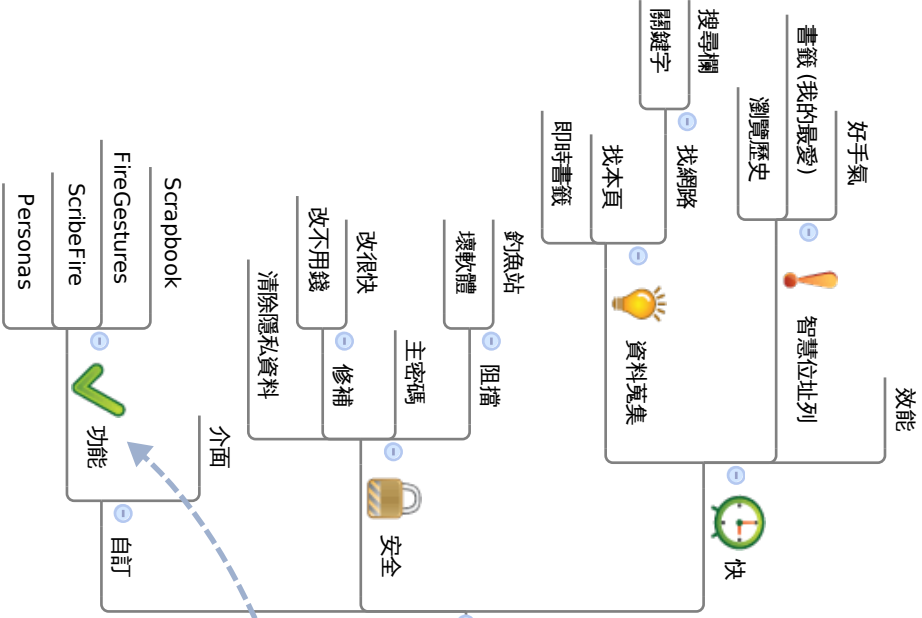 效能
好手氣
書籤 (我的最愛)
智慧位址列
瀏覽歷史
快
搜尋欄
找網路
關鍵字
資料蒐集
找本頁
即時書籤
釣魚站
阻擋
壞軟體
主密碼
安全
改很快
修補
改不用錢
清除隱私資料
介面
Scrapbook
FireGestures
自訂
功能
ScribeFire
Personas